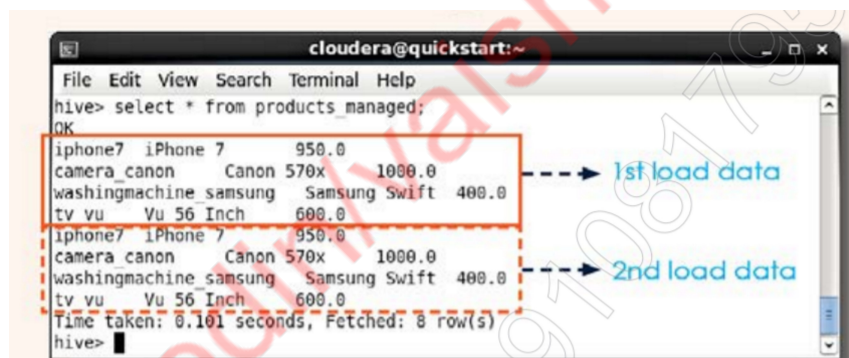 cloudera@quickstart:~
File Edit View Search Terminal Help
hive> select * from products_managed;
OK
iphone7 iPhone 7 950.0
camera_canon Canon 570x 1000.0
washingmachine_samsung Samsung Swift 400.0
tv_vu Vu 56 Inch 600.0
1st load data
iphone7 iPhone 7 950.0
camera_canon Canon 570x 1000.0
washingmachine_samsung Samsung Swift 400.0
tv_vu Vu 56 Inch 600.0
2nd load data
Time taken: 0.101 seconds, Fetched: 8 row(s)
hive>